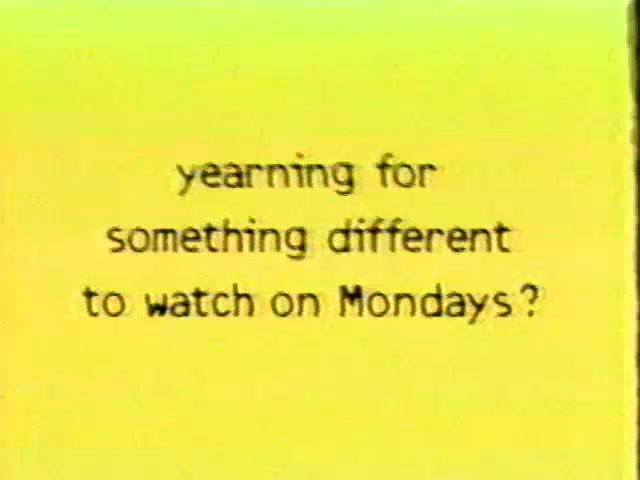 yearning for
something different
to watch on Mondays?